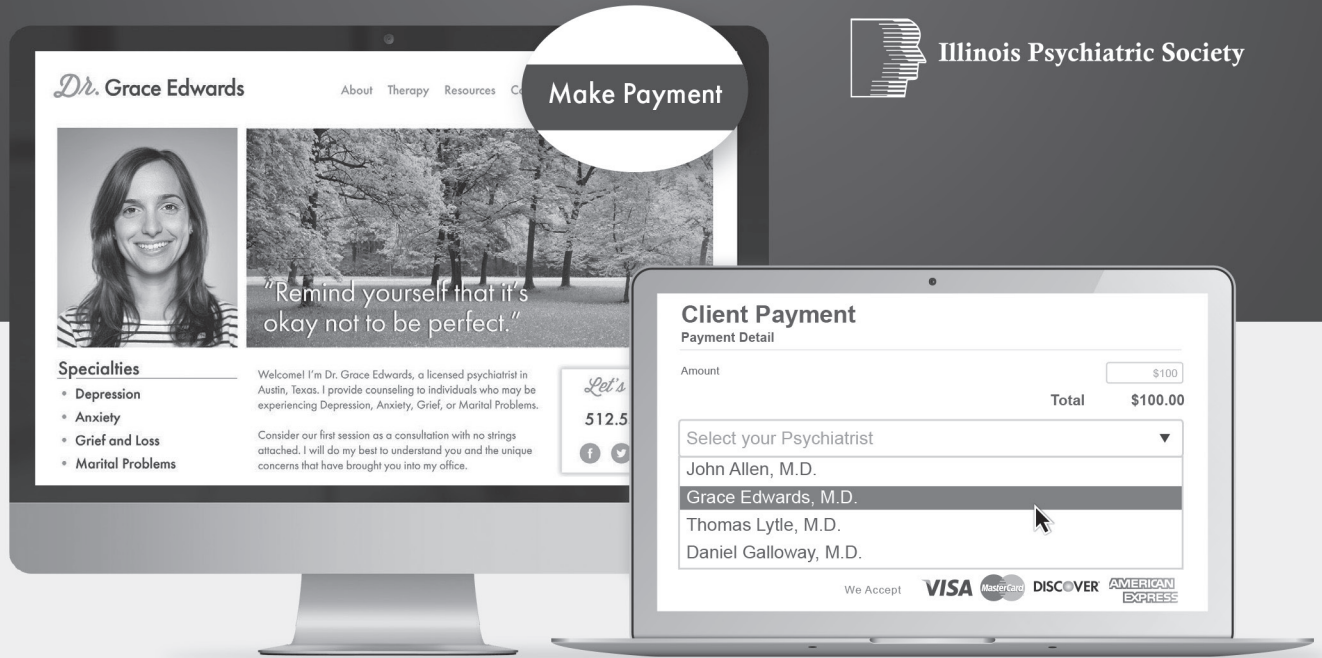 Dr. Grace Edwards
About Therapy Resources
Make Payment
Illinois Psychiatric Society
"Remind yourself that it's
okay not to be perfect."
Specialties
• Depression
• Anxiety
• Grief and Loss
• Marital Problems
Welcome! I'm Dr. Grace Edwards, a licensed psychiatrist in
Austin, Texas. I provide counseling to individuals who may be
experiencing Depression, Anxiety, Grief, or Marital Problems.
Consider our first session as a consultation with no strings
attached. I will do my best to understand you and the unique
concerns that have brought you into my office.
Let's
512.5
Client Payment
Payment Detail
Amount $100
Total $100.00
Select your Psychiatrist
John Allen, M.D.
Grace Edwards, M.D.
Thomas Lytle, M.D.
Daniel Galloway, M.D.
We Accept VISA MasterCard DISCOVER AMERICAN
EXPRESS